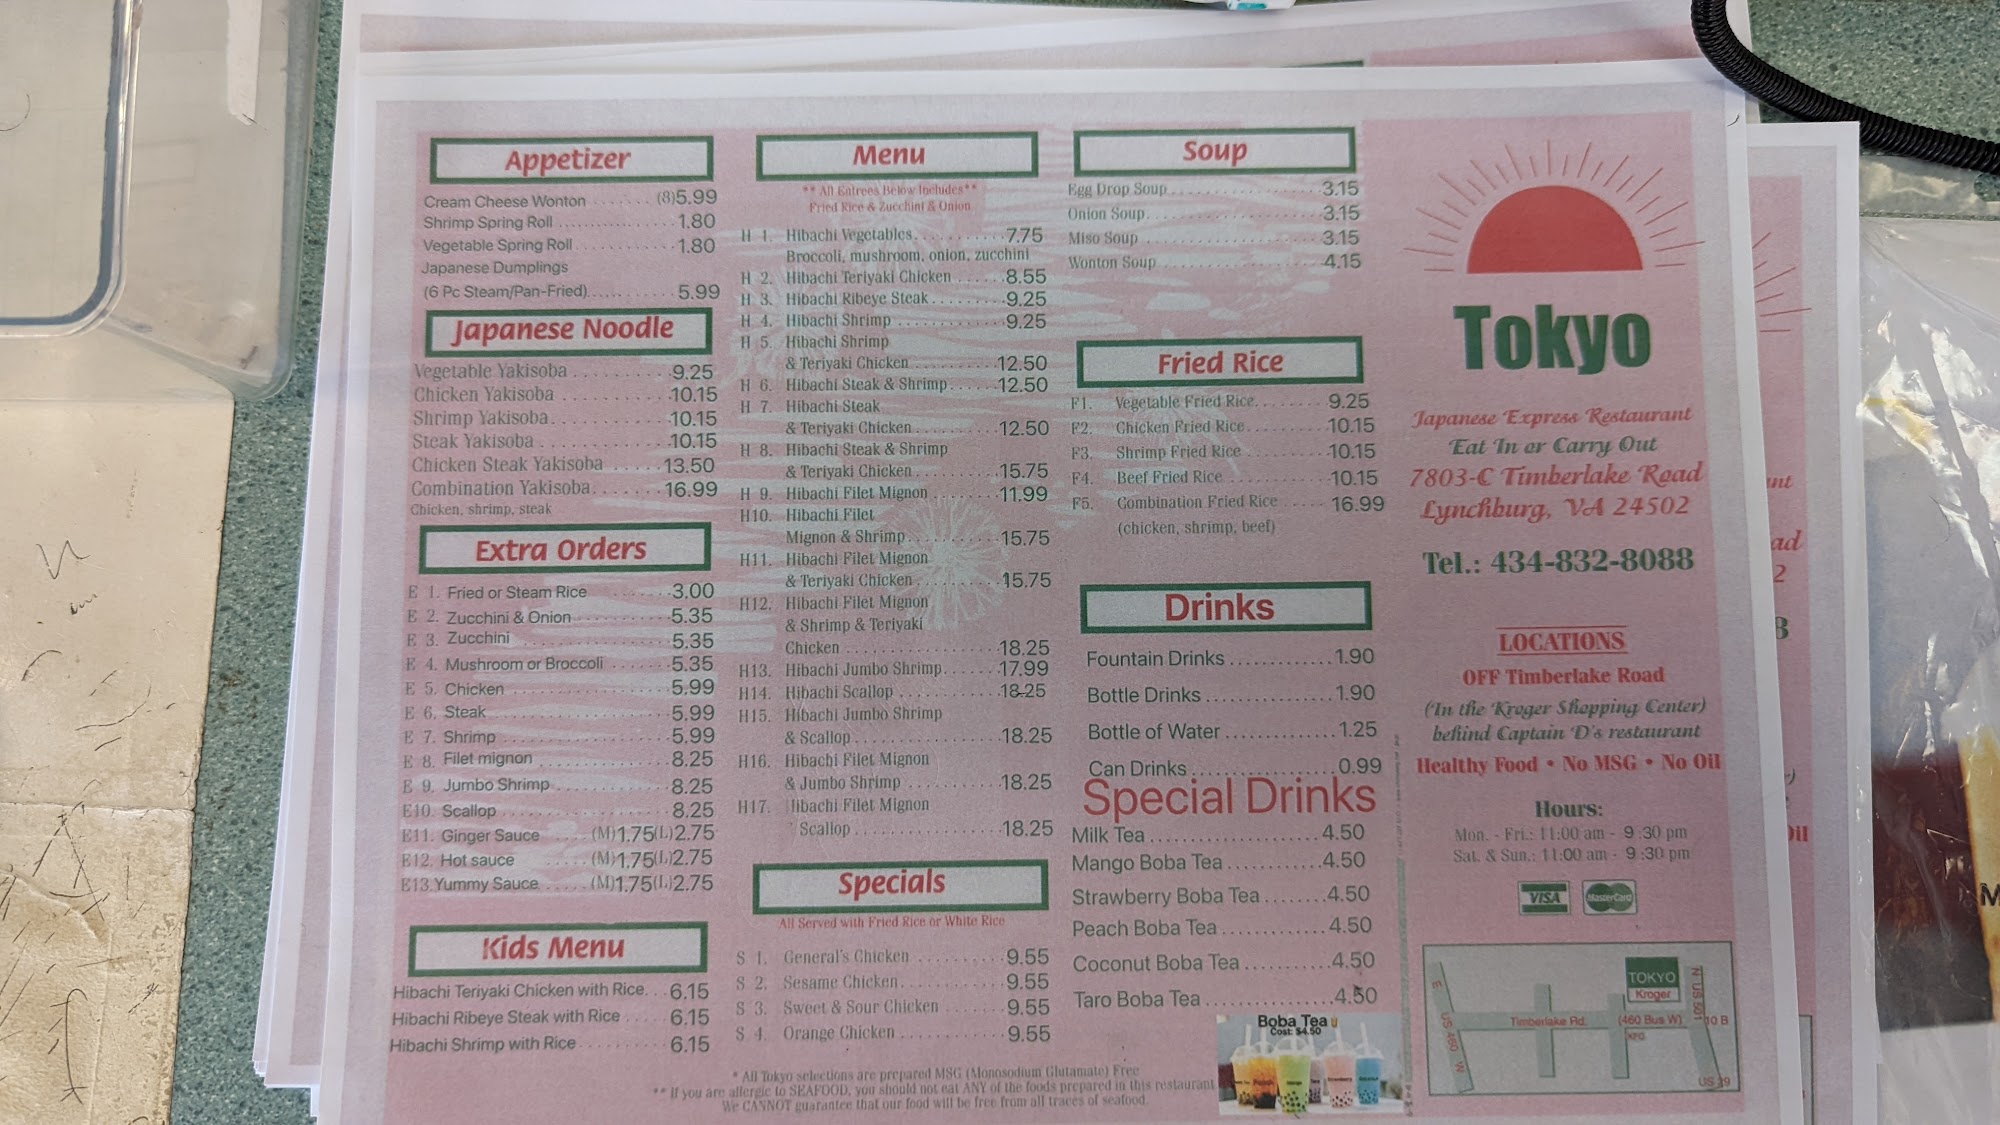 Appetizer
Cream Cheese Wonton ....... (8)5.99
Shrimp Spring Roll ............... 1.80
Vegetable Spring Roll ............. 1.80
Japanese Dumplings
(6 Pc Steam/Pan-Fried) ........... 5.99
Japanese Noodle
Vegetable Yakisoba .......... 9.25
Chicken Yakisoba ........... 10.15
Shrimp Yakisoba ............ 10.15
Steak Yakisoba ............. 10.15
Chicken Steak Yakisoba ..... 13.50
Combination Yakisoba ....... 16.99
Chicken, shrimp, steak
Extra Orders
E 1. Fried or Steam Rice ....... 3.00
E 2. Zucchini & Onion .......... 5.35
E 3. Zucchini ................. 5.35
E 4. Mushroom or Broccoli ....... 5.35
E 5. Chicken .................. 5.99
E 6. Steak .................... 5.99
E 7. Shrimp ................... 5.99
E 8. Filet mignon .............. 8.25
E 9. Jumbo Shrimp .............. 8.25
E10. Scallop .................. 8.25
E11. Ginger Sauce (M)1.75(L)2.75
E12. Hot sauce ..... (M)1.75(L)2.75
E13. Yummy Sauce ..... (M)1.75(L)2.75
Kids Menu
Hibachi Teriyaki Chicken with Rice ... 6.15
Hibachi Ribeye Steak with Rice ..... 6.15
Hibachi Shrimp with Rice .......... 6.15
Menu
** All Entrees Below Includes**
Fried Rice & Zucchini & Onion
H 1. Hibachi Vegetables .......... 7.75
Broccoli, mushroom, onion, zucchini
H 2. Hibachi Teriyaki Chicken ...... 8.55
H 3. Hibachi Ribeye Steak ......... 9.25
H 4. Hibachi Shrimp ............. 9.25
H 5. Hibachi Shrimp
& Teriyaki Chicken .......... 12.50
H 6. Hibachi Steak & Shrimp ...... 12.50
H 7. Hibachi Steak
& Teriyaki Chicken .......... 12.50
H 8. Hibachi Steak & Shrimp
& Teriyaki Chicken .......... 15.75
H 9. Hibachi Filet Mignon ........ 11.99
H10. Hibachi Filet
Mignon & Shrimp ........... 15.75
H11. Hibachi Filet Mignon
& Teriyaki Chicken .......... 15.75
H12. Hibachi Filet Mignon
& Shrimp & Teriyaki
Chicken .................. 18.25
H13. Hibachi Jumbo Shrimp ....... 17.99
H14. Hibachi Scallop ............ 18.25
H15. Hibachi Jumbo Shrimp
& Scallop ................. 18.25
H16. Hibachi Filet Mignon
& Jumbo Shrimp ............ 18.25
H17. Hibachi Filet Mignon
Scallop .................. 18.25
Specials
All Served with Fried Rice or White Rice
S 1. General's Chicken .......... 9.55
S 2. Sesame Chicken ............ 9.55
S 3. Sweet & Sour Chicken ....... 9.55
S 4. Orange Chicken ............ 9.55
Soup
Egg Drop Soup ................ 3.15
Onion Soup .................. 3.15
Miso Soup ................... 3.15
Wonton Soup ................. 4.15
Fried Rice
F1. Vegetable Fried Rice ........ 9.25
F2. Chicken Fried Rice ......... 10.15
F3. Shrimp Fried Rice .......... 10.15
F4. Beef Fried Rice ............ 10.15
F5. Combination Fried Rice ..... 16.99
(chicken, shrimp, beef)
Drinks
Fountain Drinks ............ 1.90
Bottle Drinks .............. 1.90
Bottle of Water ............ 1.25
Can Drinks ................ 0.99
Special Drinks
Milk Tea .................. 4.50
Mango Boba Tea ........... 4.50
Strawberry Boba Tea ....... 4.50
Peach Boba Tea ........... 4.50
Coconut Boba Tea ......... 4.50
Taro Boba Tea ............ 4.50
Boba Tea
Cost: $4.50
* All Tokyo selections are prepared MSG (Monosodium Glutamate) Free
** If you are allergic to SEAFOOD, you should not eat ANY of the foods prepared in this restaurant
We CANNOT guarantee that our food will be free from all traces of seafood.
Tokyo
Japanese Express Restaurant
Eat In or Carry Out
7803-C Timberlake Road
Lynchburg, VA 24502
Tel.: 434-832-8088
LOCATIONS
OFF Timberlake Road
(In the Kroger Shopping Center)
behind Captain D's restaurant
Healthy Food • No MSG • No Oil
Hours:
Mon. - Fri.: 11:00 am - 9:30 pm
Sat. & Sun.: 11:00 am - 9:30 pm
VISA MasterCard
TOKYO
Kroger
Timberlake Rd. (460 Bus W) 10 B
KFC
E US 460 W
N US 501
US 29